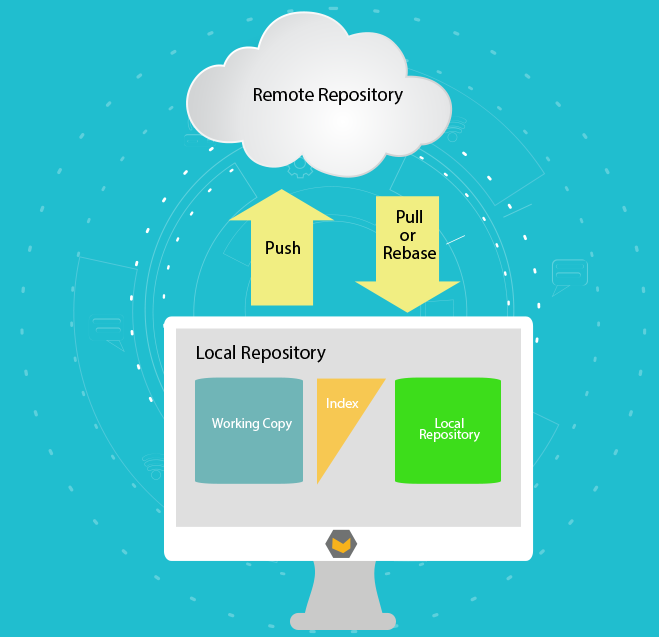 Remote Repository
Push
Pull
or
Rebase
Local Repository
Working Copy
Index
Local
Repository